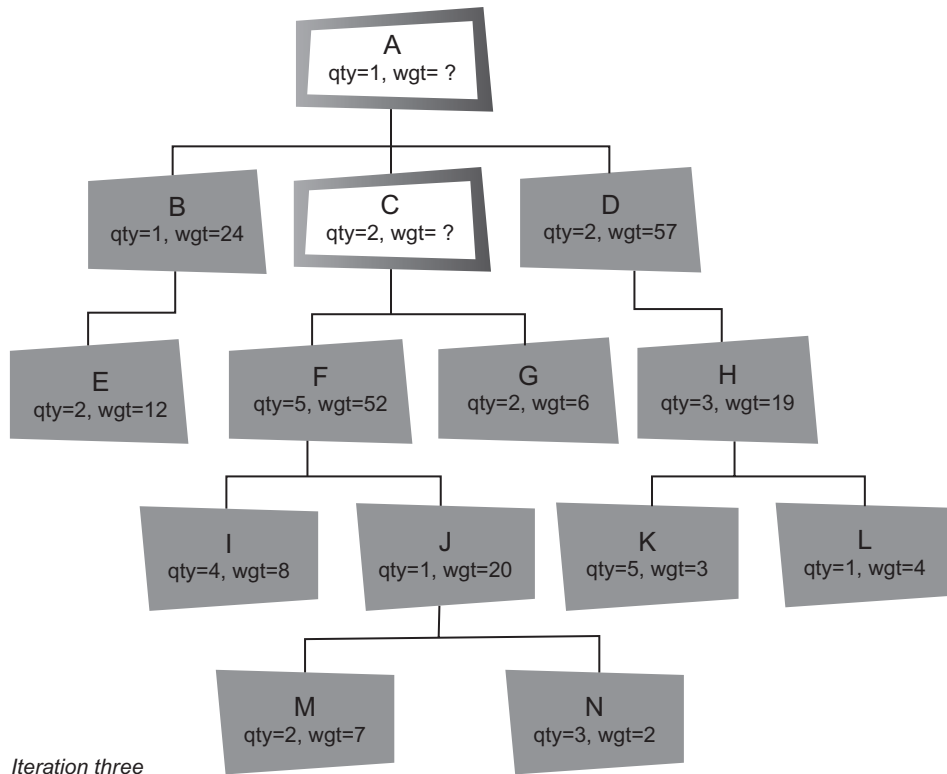 A
qty=1, wgt= ?
B
qty=1, wgt=24
C
qty=2, wgt= ?
D
qty=2, wgt=57
E
qty=2, wgt=12
F
qty=5, wgt=52
G
qty=2, wgt=6
H
qty=3, wgt=19
I
qty=4, wgt=8
J
qty=1, wgt=20
K
qty=5, wgt=3
L
qty=1, wgt=4
M
qty=2, wgt=7
N
qty=3, wgt=2
Iteration three